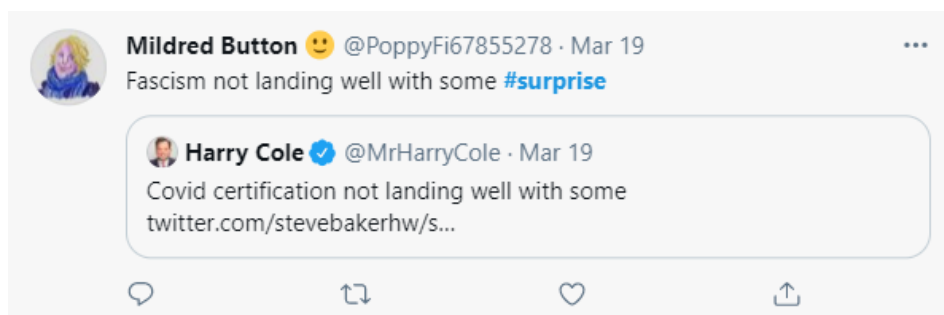 Mildred Button 🙂 @PoppyFi67855278 · Mar 19
Fascism not landing well with some #surprise
Harry Cole @MrHarryCole · Mar 19
Covid certification not landing well with some
twitter.com/stevebakerhw/s...